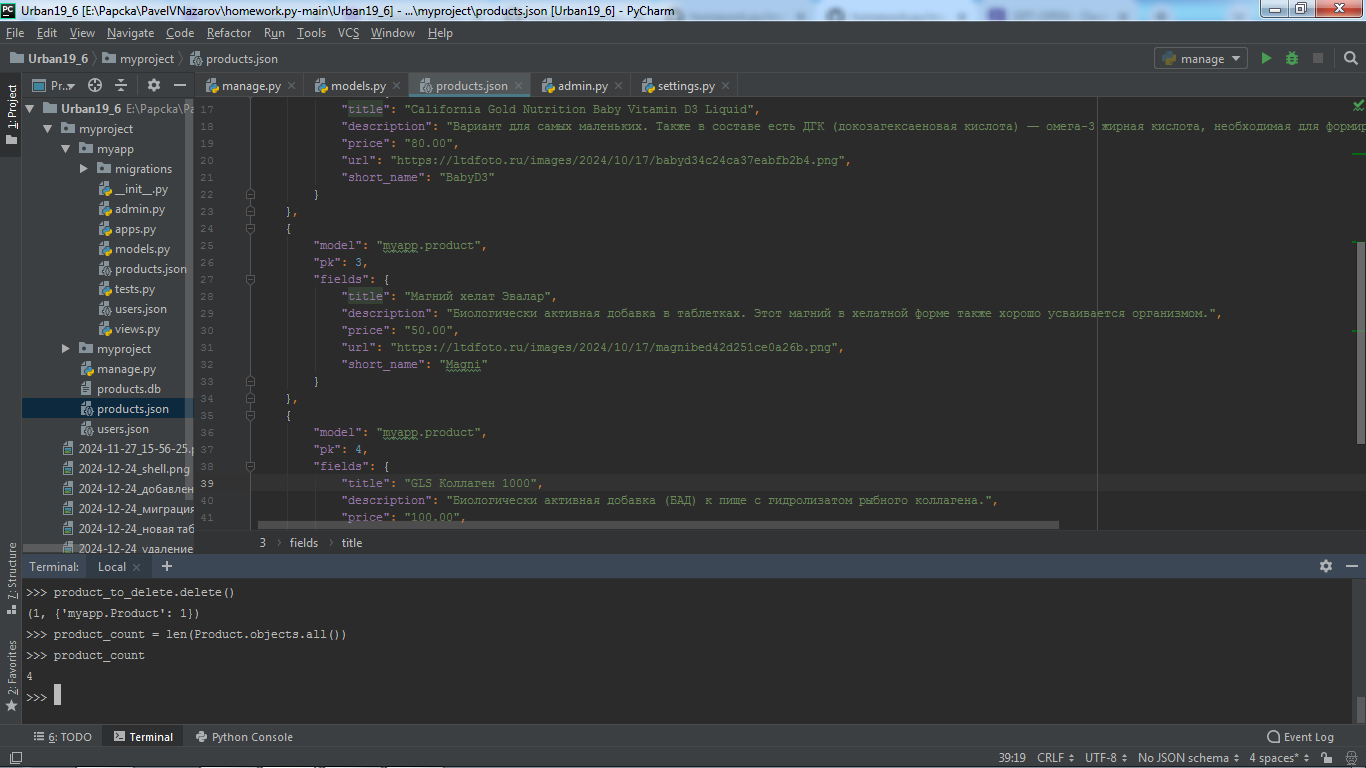 Urban19_6 [E:\Papcka\PavelVNazarov\homework.py-main\Urban19_6] - ...\myproject\products.json [Urban19_6] - PyCharm
File Edit View Navigate Code Refactor Run Tools VCS Window Help
Urban19_6 myproject products.json manage
1: Project
Pr... manage.py models.py products.json admin.py settings.py
Urban19_6 E:\Papcka\Pa
myproject
myapp
migrations
__init__.py
admin.py
apps.py
models.py
products.json
tests.py
users.json
views.py
myproject
manage.py
products.db
products.json
users.json
2024-11-27_15-56-25.p
2024-12-24_shell.png
2024-12-24_добавлен
2024-12-24_миграция
2024-12-24_новая таб
2024-12-24_удаление
17 "title": "California Gold Nutrition Baby Vitamin D3 Liquid",
18 "description": "Вариант для самых маленьких. Также в составе есть ДГК (докозагексаеновая кислота) — омега-3 жирная кислота, необходимая для формир
19 "price": "80.00",
20 "url": "https://ltdfoto.ru/images/2024/10/17/babyd34c24ca37eabfb2b4.png",
21 "short_name": "BabyD3"
22 }
23 },
24 {
25 "model": "myapp.product",
26 "pk": 3,
27 "fields": {
28 "title": "Магний хелат Эвалар",
29 "description": "Биологически активная добавка в таблетках. Этот магний в хелатной форме также хорошо усваивается организмом.",
30 "price": "50.00",
31 "url": "https://ltdfoto.ru/images/2024/10/17/magnibed42d251ce0a26b.png",
32 "short_name": "Magni"
33 }
34 },
35 {
36 "model": "myapp.product",
37 "pk": 4,
38 "fields": {
39 "title": "GLS Коллаген 1000",
40 "description": "Биологически активная добавка (БАД) к пище с гидролизатом рыбного коллагена.",
41 "price": "100.00",
3 fields title
7: Structure
2: Favorites
Terminal: Local
>>> product_to_delete.delete()
(1, {'myapp.Product': 1})
>>> product_count = len(Product.objects.all())
>>> product_count
4
>>>
6: TODO Terminal Python Console Event Log
39:19 CRLF UTF-8 No JSON schema 4 spaces*